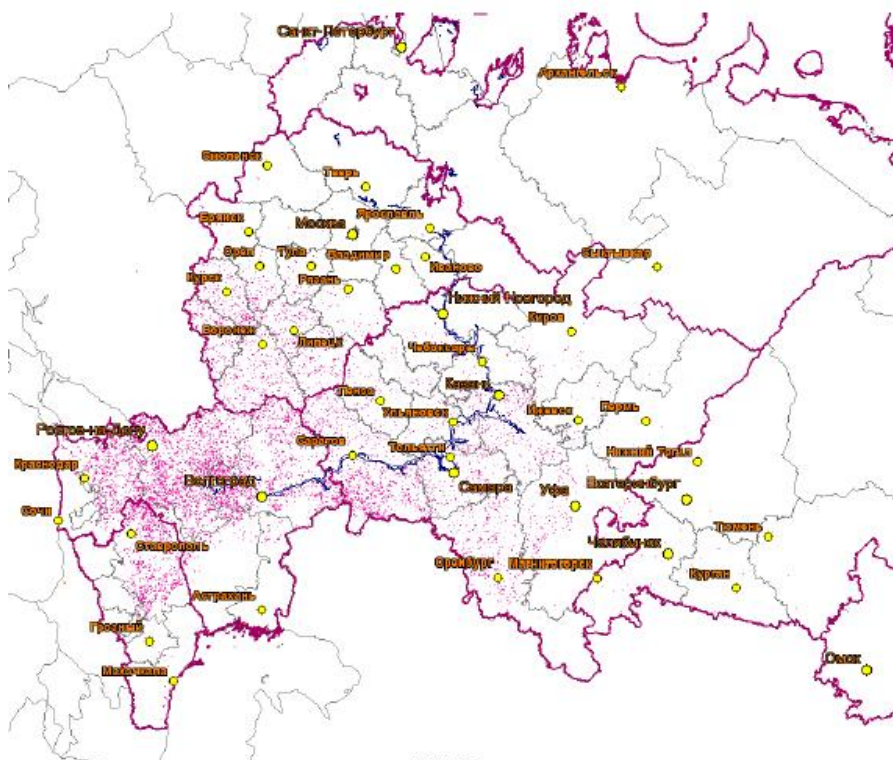 Санкт-Петербург
Архангельск
Смоленск
Тверь
Брянск
Москва
Ярославль
Орёл
Тула
Владимир
Иваново
Сыктывкар
Курск
Рязань
Нижний Новгород
Воронеж
Липецк
Киров
Чебоксары
Казань
Пенза
Ульяновск
Ижевск
Пермь
Ростов-на-Дону
Саратов
Тольятти
Нижний Тагил
Краснодар
Волгоград
Самара
Уфа
Екатеринбург
Сочи
Ставрополь
Тюмень
Оренбург
Магнитогорск
Челябинск
Курган
Астрахань
Грозный
Махачкала
Омск